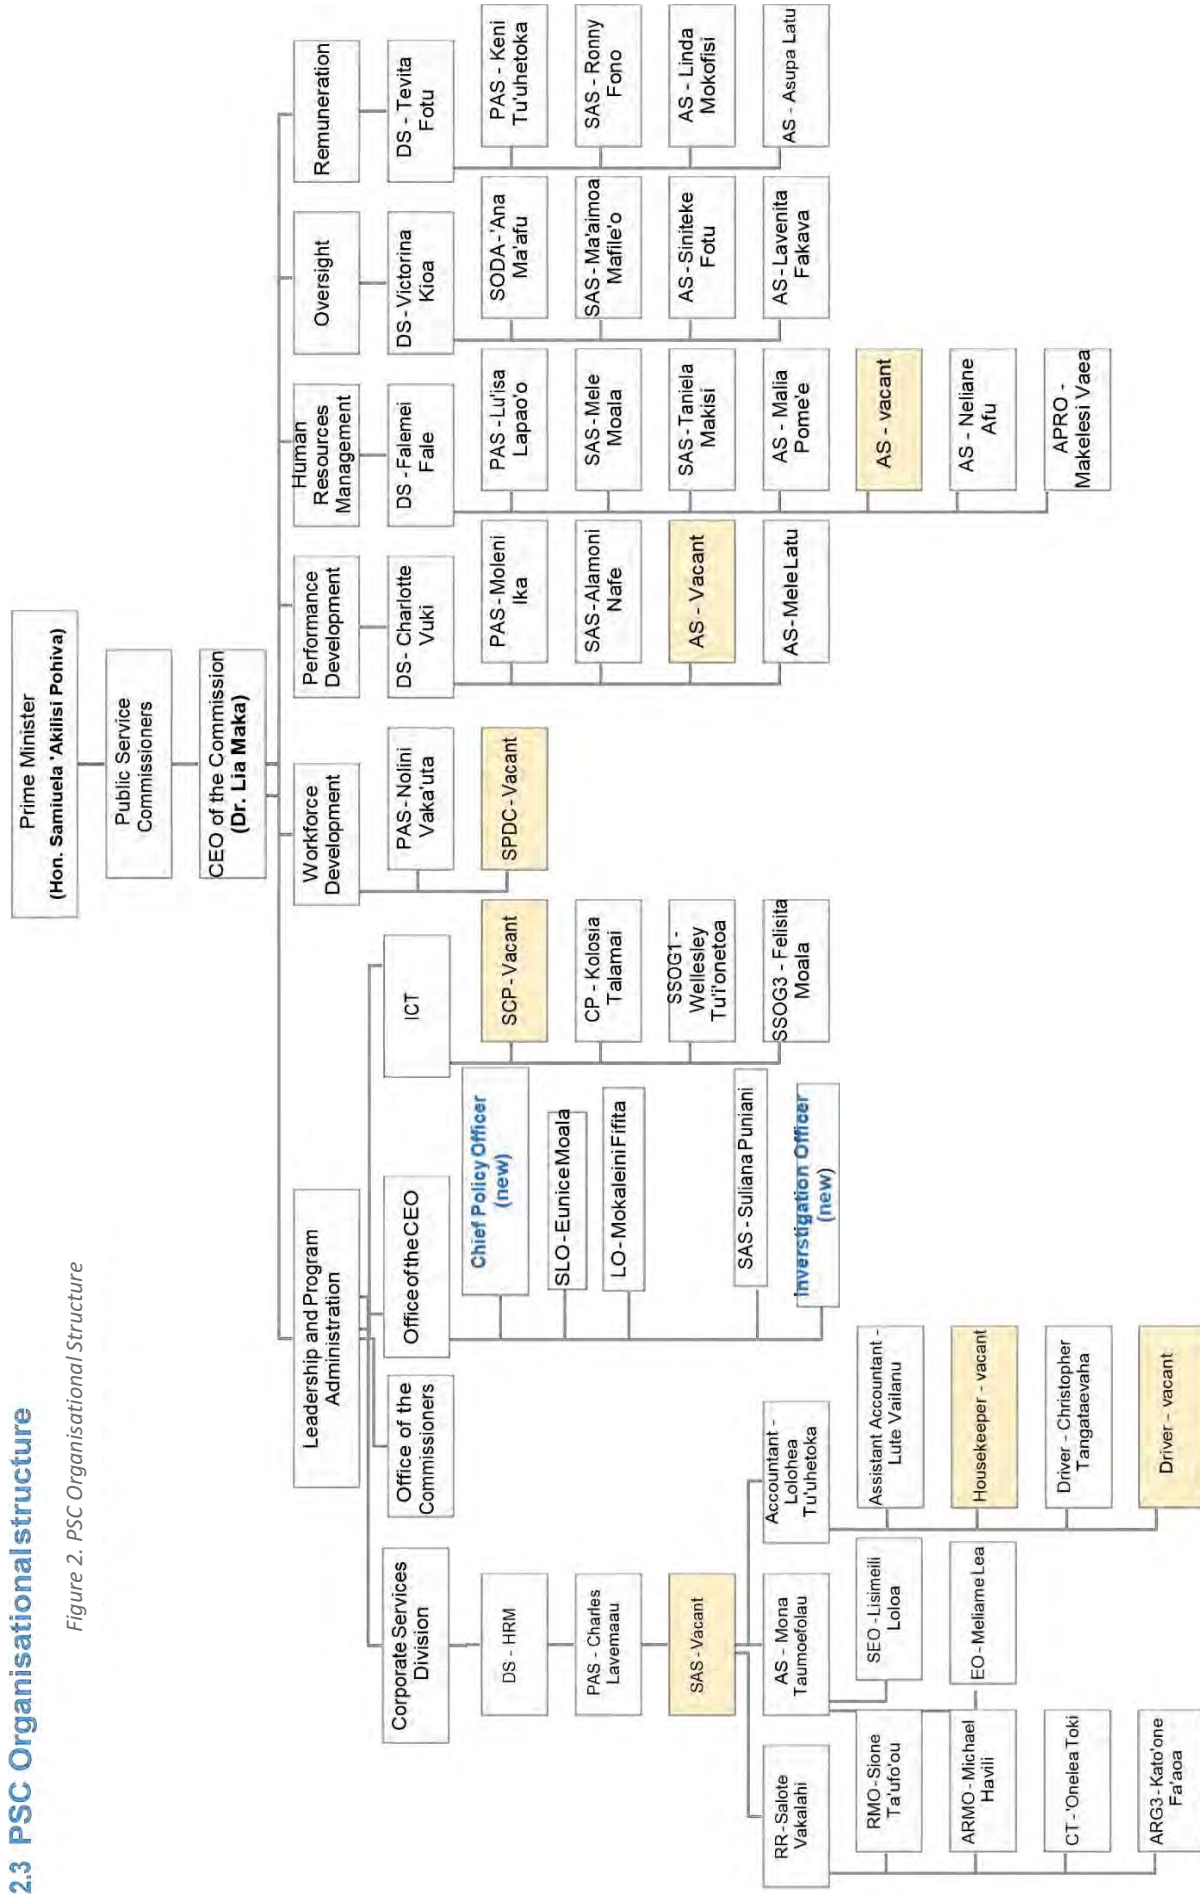 2.3 PSC Organisationalstructure
Figure 2. PSC Organisational Structure
Prime Minister
(Hon. Samiuela 'Akilisi Pohiva)
Public Service
Commissioners
CEO of the Commission
(Dr. Lia Maka)
Leadership and Program
Administration
Workforce
Development
Performance
Development
Human
Resources
Management
Oversight
Remuneration
Corporate Services
Division
Office of the
Commissioners
OfficeoftheCEO
ICT
DS - HRM
PAS - Charles
Lavemaau
SAS - Vacant
RR - Salote
Vakalahi
RMO - Sione
Ta'ufo'ou
ARMO - Michael
Havili
CT - 'Onelea Toki
ARG3 - Kato'one
Fa'aoa
AS - Mona
Taumoefolau
SEO - Lisimeili
Loloa
EO - Meliame Lea
Accountant -
Lolohea
Tu'uhetoka
Assistant Accountant -
Lute Vailanu
Housekeeper - vacant
Driver - Christopher
Tangataevaha
Driver - vacant
Chief Policy Officer
(new)
SLO - EuniceMoala
LO - Mokaleini Fifita
SAS - Suliana Puniani
Inverstigation Officer
(new)
SCP - Vacant
CP - Kolosia
Talamai
SSOG1 -
Wellesley
Tu'i'onetoa
SSOG3 - Felisita
Moala
PAS - Nolini
Vaka'uta
SPDC - Vacant
DS - Charlotte
Vuki
PAS - Moleni
Ika
SAS - Alamoni
Nafe
AS - Vacant
AS - Mele Latu
DS - Falemei
Fale
PAS - Lu'isa
Lapao'o
SAS - Mele
Moala
SAS - Taniela
Makisi
AS - Malia
Pome'e
AS - vacant
AS - Neliane
Afu
APRO -
Makelesi Vaea
DS - Victorina
Kioa
SODA - 'Ana
Ma'afu
SAS - Ma'aimoa
Mafile'o
AS - Siniteke
Fotu
AS - Lavenita
Fakava
DS - Tevita
Fotu
PAS - Keni
Tu'uhetoka
SAS - Ronny
Fono
AS - Linda
Mokofisi
AS - Asupa Latu